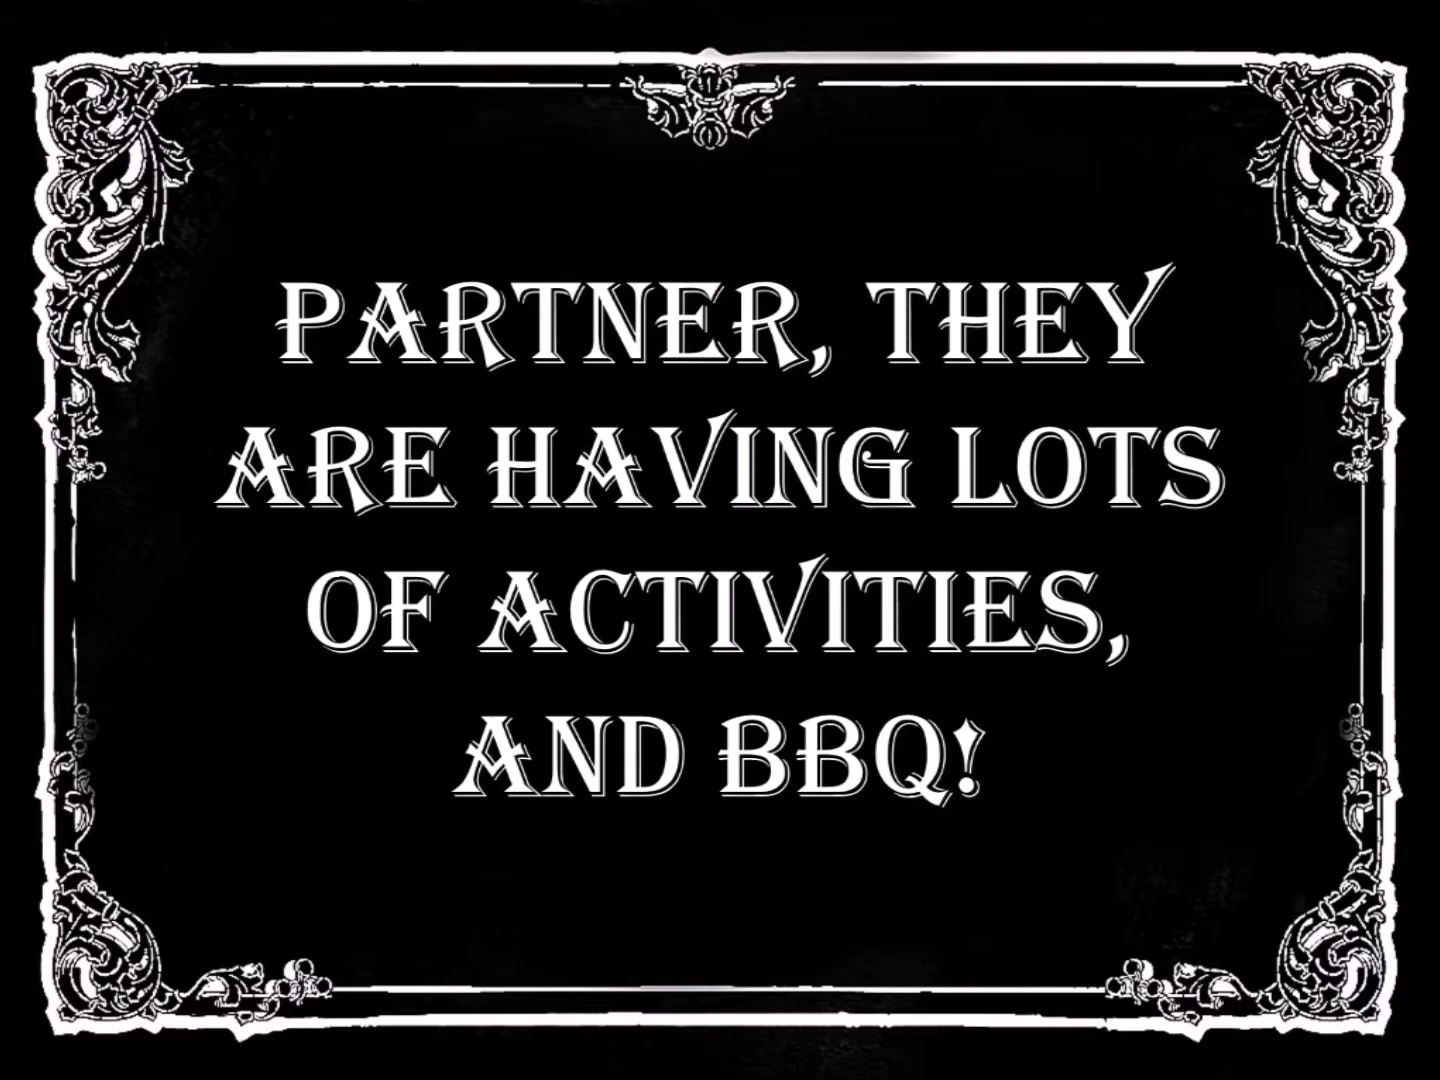 PARTNER, THEY
ARE HAVING LOTS
OF ACTIVITIES,
AND BBQ!